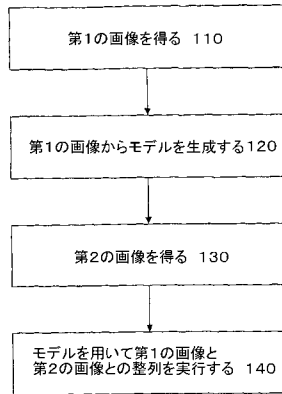 第1の画像を得る 110
第1の画像からモデルを生成する120
第2の画像を得る 130
モデルを用いて第1の画像と
第2の画像との整列を実行する 140